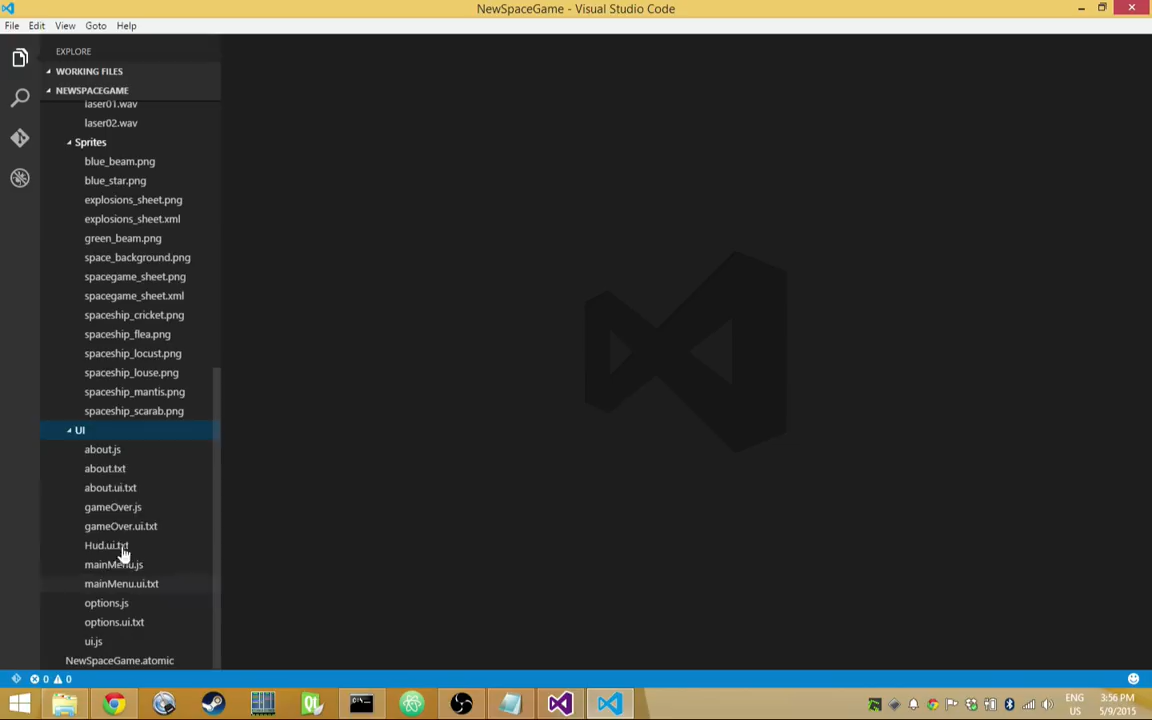 NewSpaceGame - Visual Studio Code
File Edit View Goto Help
EXPLORE
WORKING FILES
NEWSPACEGAME
laser01.wav
laser02.wav
Sprites
blue_beam.png
blue_star.png
explosions_sheet.png
explosions_sheet.xml
green_beam.png
space_background.png
spacegame_sheet.png
spacegame_sheet.xml
spaceship_cricket.png
spaceship_flea.png
spaceship_locust.png
spaceship_louse.png
spaceship_mantis.png
spaceship_scarab.png
UI
about.js
about.txt
about.ui.txt
gameOver.js
gameOver.ui.txt
Hud.ui.txt
mainMenu.js
mainMenu.ui.txt
options.js
options.ui.txt
ui.js
NewSpaceGame.atomic
0 0
ENG 3:56 PM
US 5/9/2015